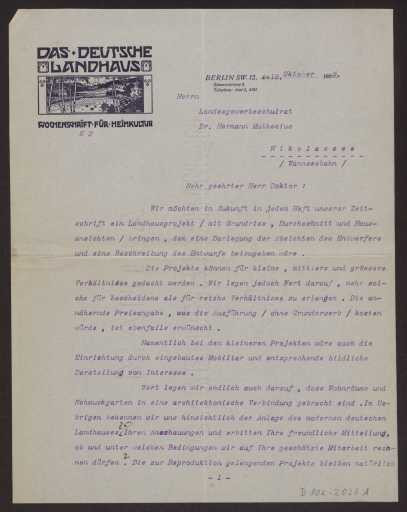 DAS · DEUTSCHE
LANDHAUS
WOCHENSCHRIFT · FÜR · HEIMKULTUR
BERLIN SW. 12, Oktober
Herrn
Landesgewerbeschulrat
Dr. Hermann Muthesius
Nikolassee
/ Wannseebahn /
Sehr geehrter Herr Doktor :
Wir möchten in Zukunft in jedem Heft unserer Zeit-
schrift ein Landhausprojekt / mit Grundriss , Durchschnitt und Haus-
ansichten / bringen , dem eine Darlegung der Absichten des Entwerfers
und eine Beschreibung des Entwurfs beizugeben wäre .
Die Projekte können für kleine , mittlere und grössere
Verhältnisse gedacht werden . Wir legen jedoch Wert darauf , mehr sol-
che für bescheidene als für reiche Verhältnisse zu erlangen . Die an-
nähernde Preisangabe , was die Ausführung / ohne Grunderwerb / kosten
würde , ist ebenfalls erwünscht .
Namentlich bei den kleineren Projekten wäre auch die
Einrichtung durch eingebautes Mobiliar und entsprechende bildliche
Darstellung von Interesse .
Wert legen wir endlich auch darauf , dass Wohnräume und
Schmuckgarten in eine architektonische Verbindung gebracht sind . In Ue-
brigen bekennen wir uns hinsichtlich der Anlage des modernen deutschen
Landhauses zu Ihren Anschauungen und erbitten Ihre freundliche Mitteilung,
ob und unter welchen Bedingungen wir auf Ihre geschätzte Mitarbeit rech-
nen dürfen . Die zur Reproduktion gelangenden Projekte bleiben natürlich
- 1 -